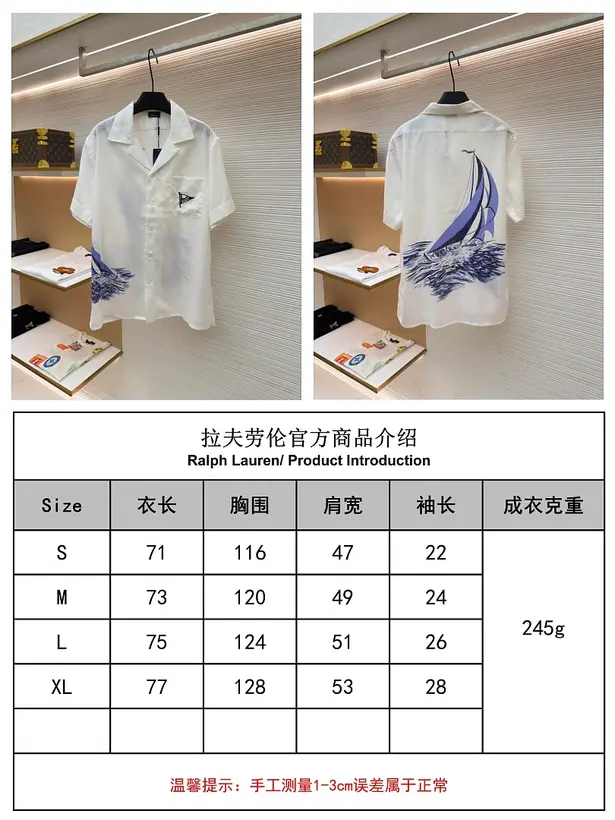 拉夫劳伦官方商品介绍
Ralph Lauren/ Product Introduction
Size 衣长 胸围 肩宽 袖长 成衣克重
S 71 116 47 22
M 73 120 49 24
L 75 124 51 26
XL 77 128 53 28
245g
温馨提示：手工测量1-3cm误差属于正常